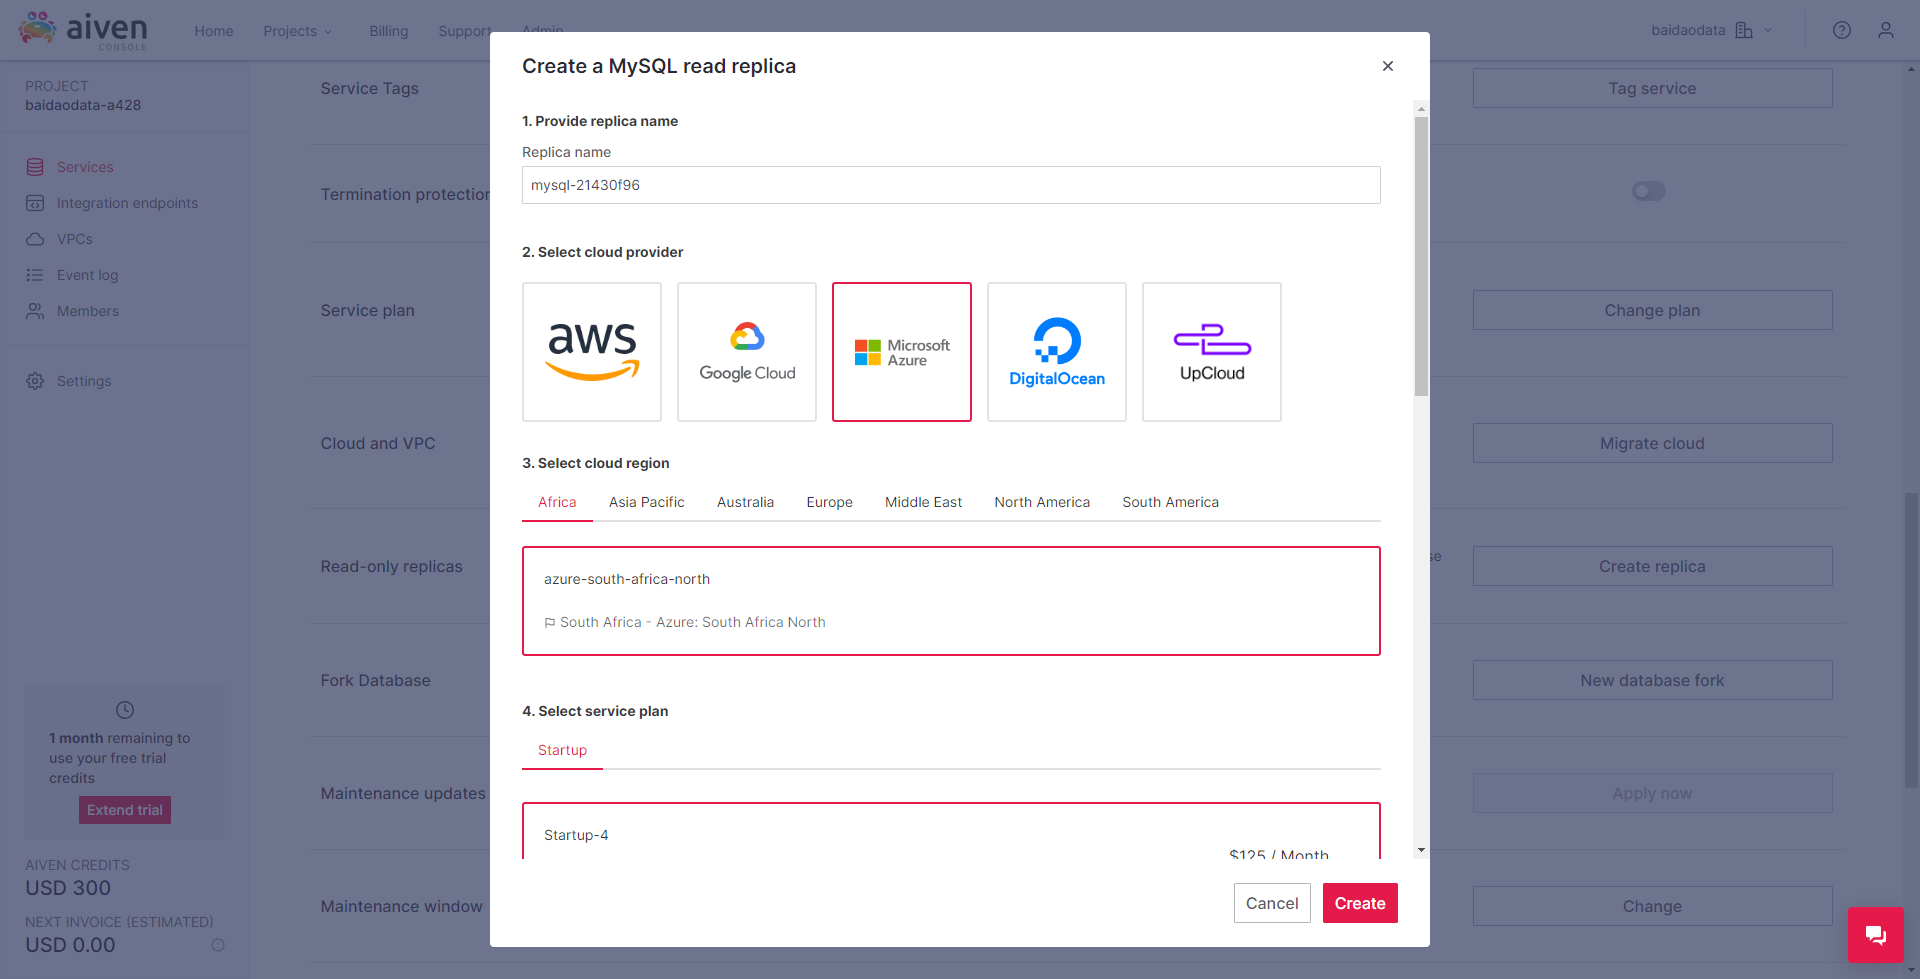 aiven
CONSOLE
Home
Projects
Billing
Support
Admin
baidaodata
PROJECT
baidaodata-a428
Services
Integration endpoints
VPCs
Event log
Members
Settings
1 month remaining to
use your free trial
credits
Extend trial
AIVEN CREDITS
USD 300
NEXT INVOICE (ESTIMATED)
USD 0.00
Service Tags
Tag service
Termination protection
Service plan
Change plan
Cloud and VPC
Migrate cloud
Read-only replicas
se
Create replica
Fork Database
New database fork
Maintenance updates
Apply now
Maintenance window
Change
Create a MySQL read replica
1. Provide replica name
Replica name
mysql-21430f96
2. Select cloud provider
aws
Google Cloud
Microsoft
Azure
DigitalOcean
UpCloud
3. Select cloud region
Africa
Asia Pacific
Australia
Europe
Middle East
North America
South America
azure-south-africa-north
South Africa - Azure: South Africa North
4. Select service plan
Startup
Startup-4
$125 / Month
Cancel
Create